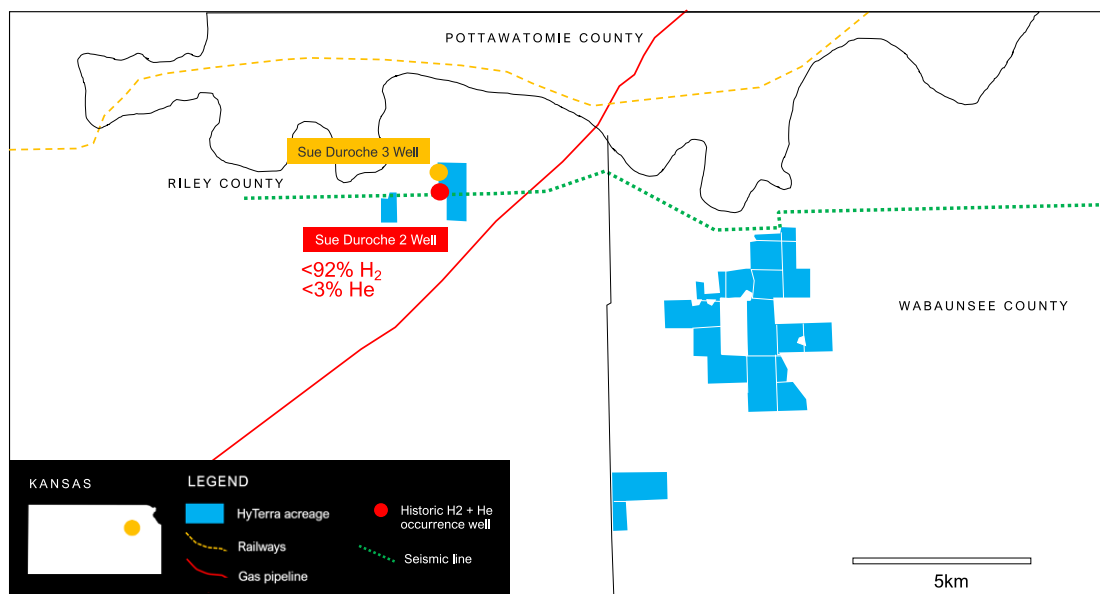 POTTAWATOMIE COUNTY
Sue Duroche 3 Well
RILEY COUNTY
Sue Duroche 2 Well
<92% H₂
<3% He
WABAUNSEE COUNTY
KANSAS
LEGEND
HyTerra acreage
Railways
Gas pipeline
Historic H2 + He
occurrence well
Seismic line
5km